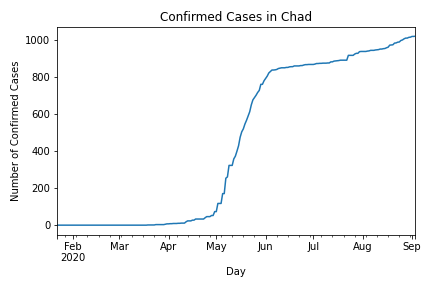 Confirmed Cases in Chad
Number of Confirmed Cases
1000
800
600
400
200
0
Feb Mar Apr May Jun Jul Aug Sep
2020
Day